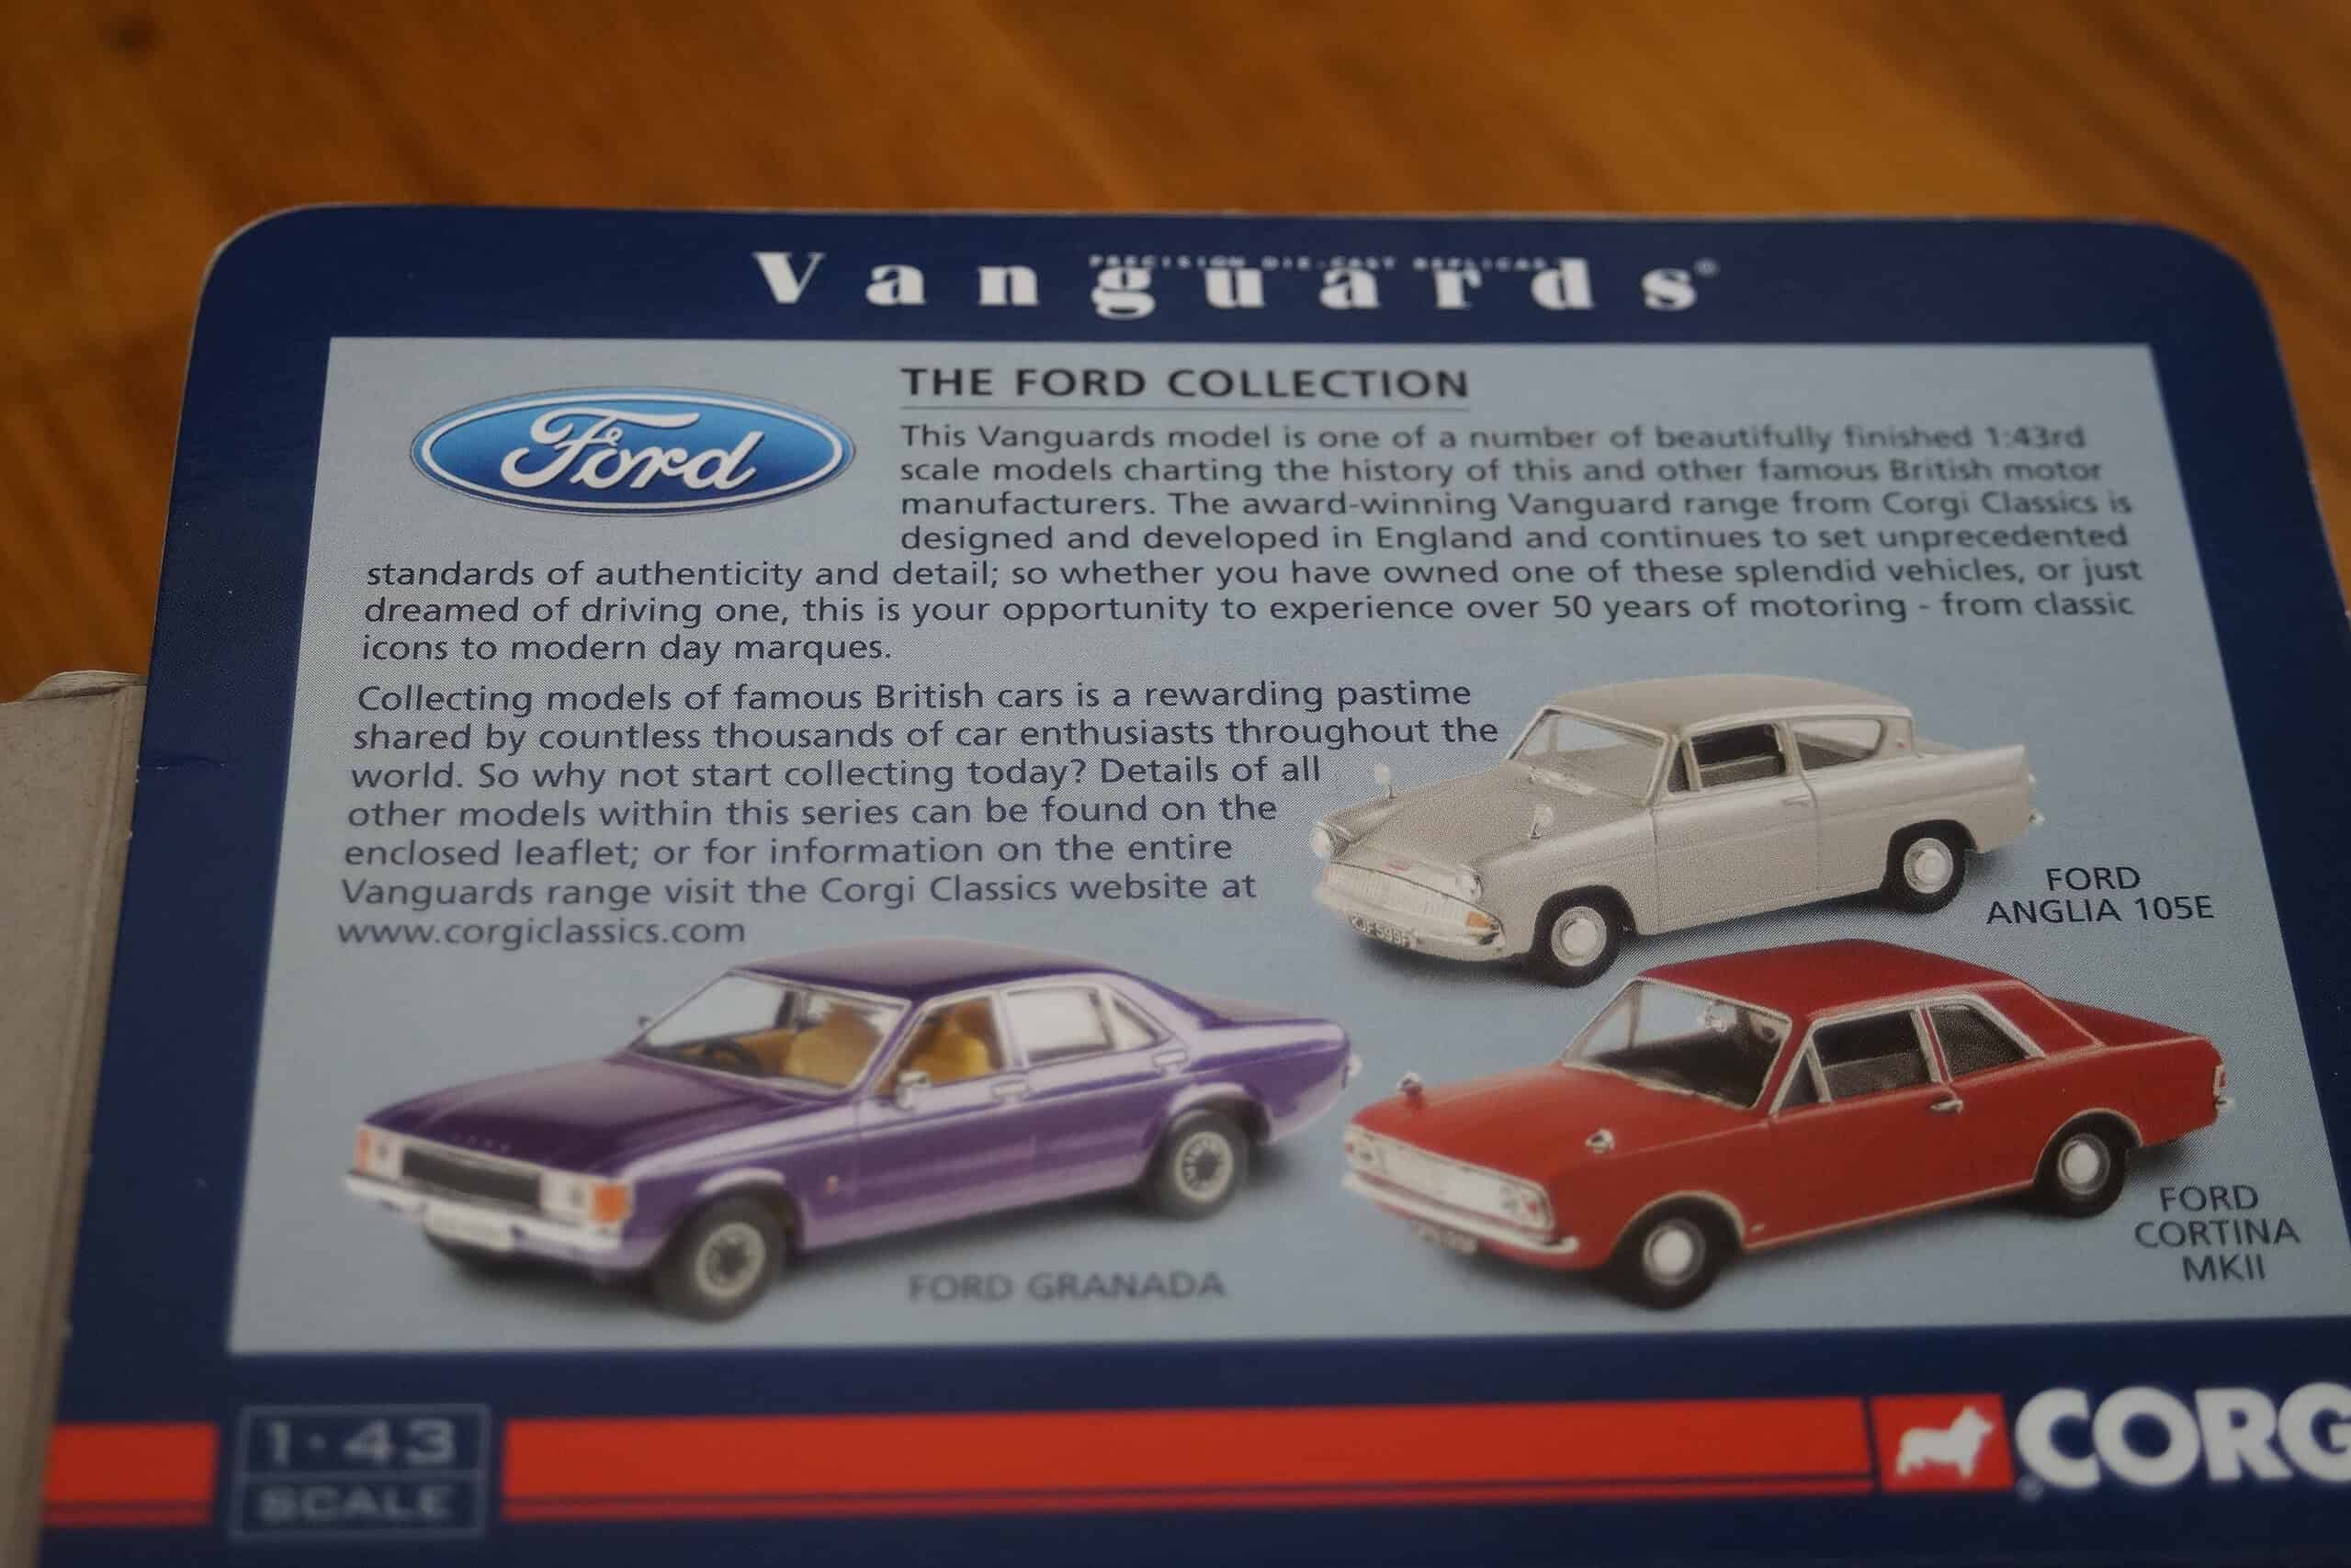 Vanguards®
PRECISION DIE-CAST REPLICAS
Ford
THE FORD COLLECTION
This Vanguards model is one of a number of beautifully finished 1:43rd
scale models charting the history of this and other famous British motor
manufacturers. The award-winning Vanguard range from Corgi Classics is
designed and developed in England and continues to set unprecedented
standards of authenticity and detail; so whether you have owned one of these splendid vehicles, or just
dreamed of driving one, this is your opportunity to experience over 50 years of motoring - from classic
icons to modern day marques.
Collecting models of famous British cars is a rewarding pastime
shared by countless thousands of car enthusiasts throughout the
world. So why not start collecting today? Details of all
other models within this series can be found on the
enclosed leaflet; or for information on the entire
Vanguards range visit the Corgi Classics website at
www.corgiclassics.com
FORD
ANGLIA 105E
FORD GRANADA
FORD
CORTINA
MKII
1:43
SCALE
CORG